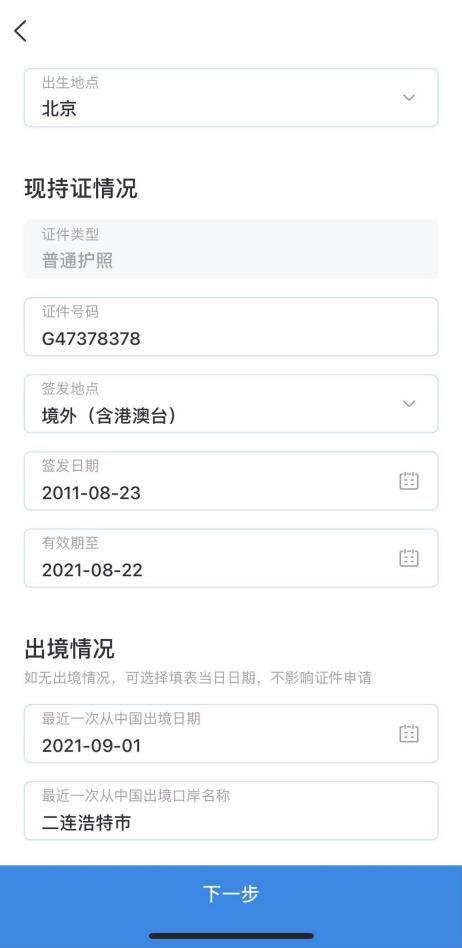 出生地点
北京
现持证情况
证件类型
普通护照
证件号码
G47378378
签发地点
境外（含港澳台）
签发日期
2011-08-23
有效期至
2021-08-22
出境情况
如无出境情况，可选择填表当日日期，不影响证件申请
最近一次从中国出境日期
2021-09-01
最近一次从中国出境口岸名称
二连浩特市
下一步